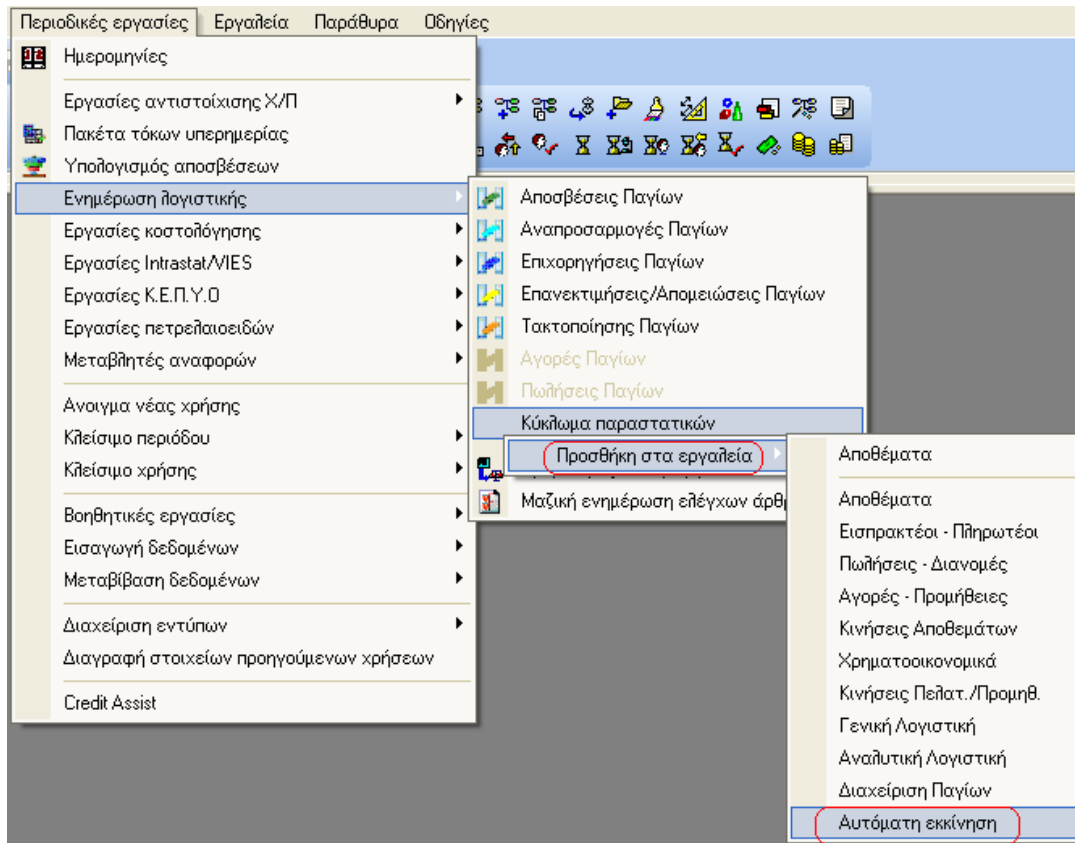 Περιοδικές εργασίες Εργαλεία Παράθυρα Οδηγίες
Ημερομηνίες
Εργασίες αντιστοίχισης Χ/Π
Πακέτα τόκων υπερημερίας
Υπολογισμός αποσβέσεων
Ενημέρωση λογιστικής
Εργασίες κοστολόγησης
Εργασίες Intrastat/VIES
Εργασίες Κ.Ε.Π.Υ.Ο
Εργασίες πετρελαιοειδών
Μεταβλητές αναφορών
Ανοιγμα νέας χρήσης
Κλείσιμο περιόδου
Κλείσιμο χρήσης
Βοηθητικές εργασίες
Εισαγωγή δεδομένων
Μεταβίβαση δεδομένων
Διαχείριση εντύπων
Διαγραφή στοιχείων προηγούμενων χρήσεων
Credit Assist
Αποσβέσεις Παγίων
Αναπροσαρμογές Παγίων
Επιχορηγήσεις Παγίων
Επανεκτιμήσεις/Απομειώσεις Παγίων
Τακτοποίησης Παγίων
Αγορές Παγίων
Πωλήσεις Παγίων
Κύκλωμα παραστατικών
Προσθήκη στα εργαλεία
Μαζική ενημέρωση ελέγχων
Αποθέματα
Αποθέματα
Εισπρακτέοι - Πληρωτέοι
Πωλήσεις - Διανομές
Αγορές - Προμήθειες
Κινήσεις Αποθεμάτων
Χρηματοοικονομικά
Κινήσεις Πελατ./Προμηθ.
Γενική Λογιστική
Αναλυτική Λογιστική
Διαχείριση Παγίων
Αυτόματη εκκίνηση